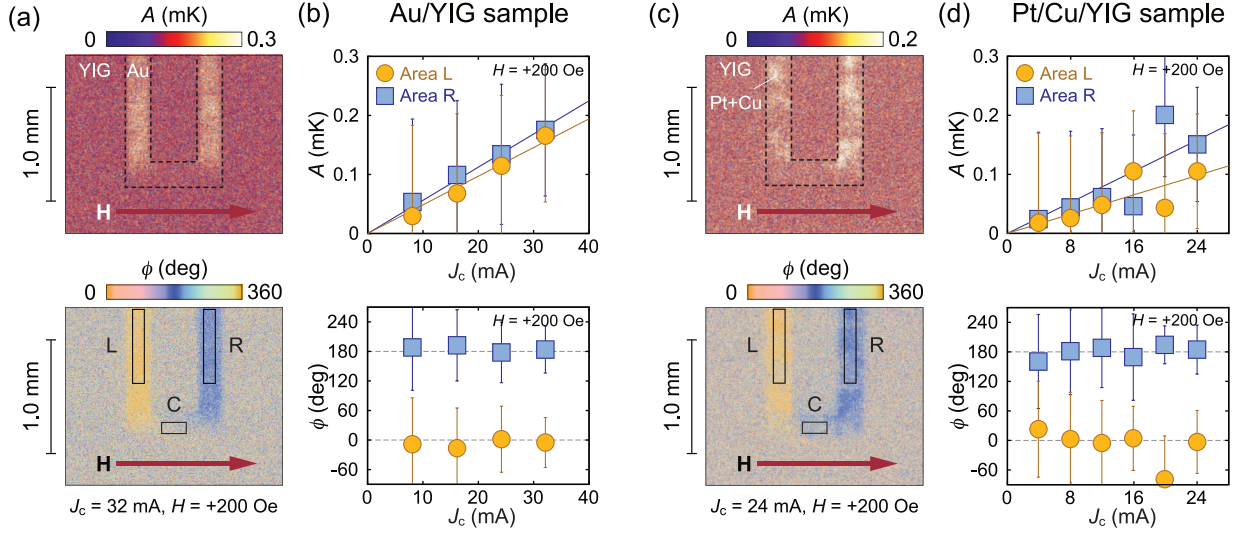 (a)
A (mK)
0
0.3
YIG Au
1.0 mm
H
ϕ (deg)
0
360
L
R
C
1.0 mm
H
J_c = 32 mA, H = +200 Oe
(b)
Au/YIG sample
0.3
0.2
0.1
0
A (mK)
Area L
Area R
H = +200 Oe
0 10 20 30 40
J_c (mA)
240
180
120
60
0
-60
ϕ (deg)
H = +200 Oe
0 10 20 30 40
J_c (mA)
(c)
A (mK)
0
0.2
YIG
Pt+Cu
1.0 mm
H
ϕ (deg)
0
360
L
R
C
1.0 mm
H
J_c = 24 mA, H = +200 Oe
(d)
Pt/Cu/YIG sample
0.3
0.2
0.1
0
A (mK)
Area L
Area R
H = +200 Oe
0 8 16 24
J_c (mA)
240
180
120
60
0
-60
ϕ (deg)
H = +200 Oe
0 8 16 24
J_c (mA)